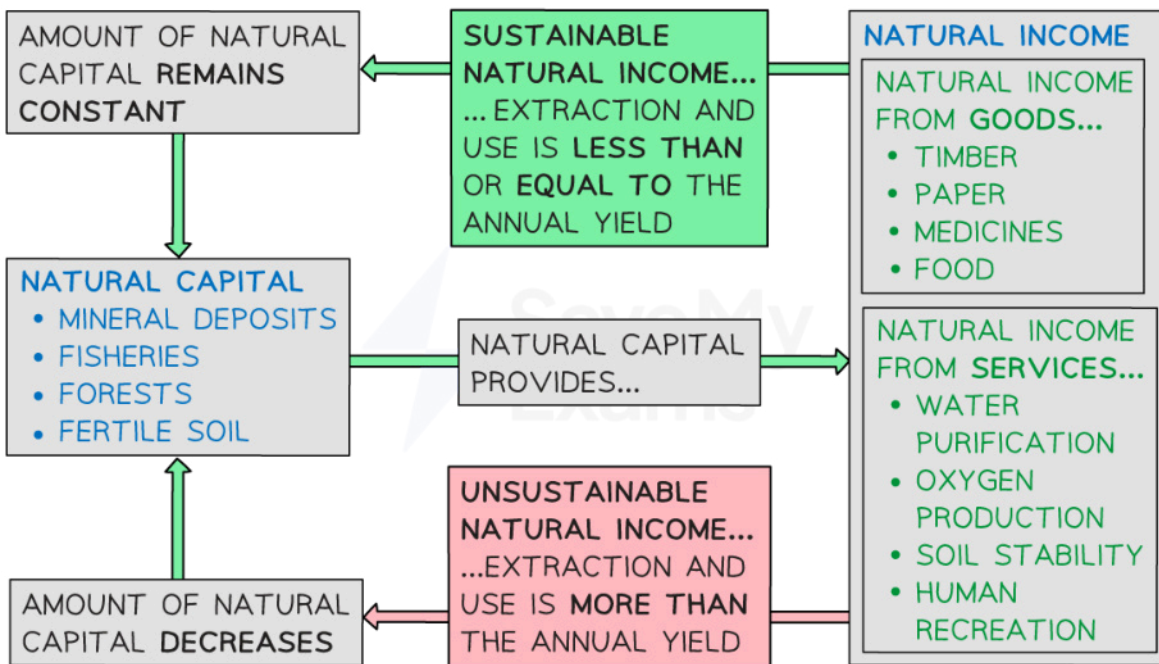 AMOUNT OF NATURAL
CAPITAL REMAINS
CONSTANT
SUSTAINABLE
NATURAL INCOME...
... EXTRACTION AND
USE IS LESS THAN
OR EQUAL TO THE
ANNUAL YIELD
NATURAL INCOME
NATURAL INCOME
FROM GOODS...
• TIMBER
• PAPER
• MEDICINES
• FOOD
NATURAL CAPITAL
• MINERAL DEPOSITS
• FISHERIES
• FORESTS
• FERTILE SOIL
SaveMy
Exams
NATURAL CAPITAL
PROVIDES...
NATURAL INCOME
FROM SERVICES...
• WATER
PURIFICATION
• OXYGEN
PRODUCTION
• SOIL STABILITY
• HUMAN
RECREATION
UNSUSTAINABLE
NATURAL INCOME...
...EXTRACTION AND
USE IS MORE THAN
THE ANNUAL YIELD
AMOUNT OF NATURAL
CAPITAL DECREASES